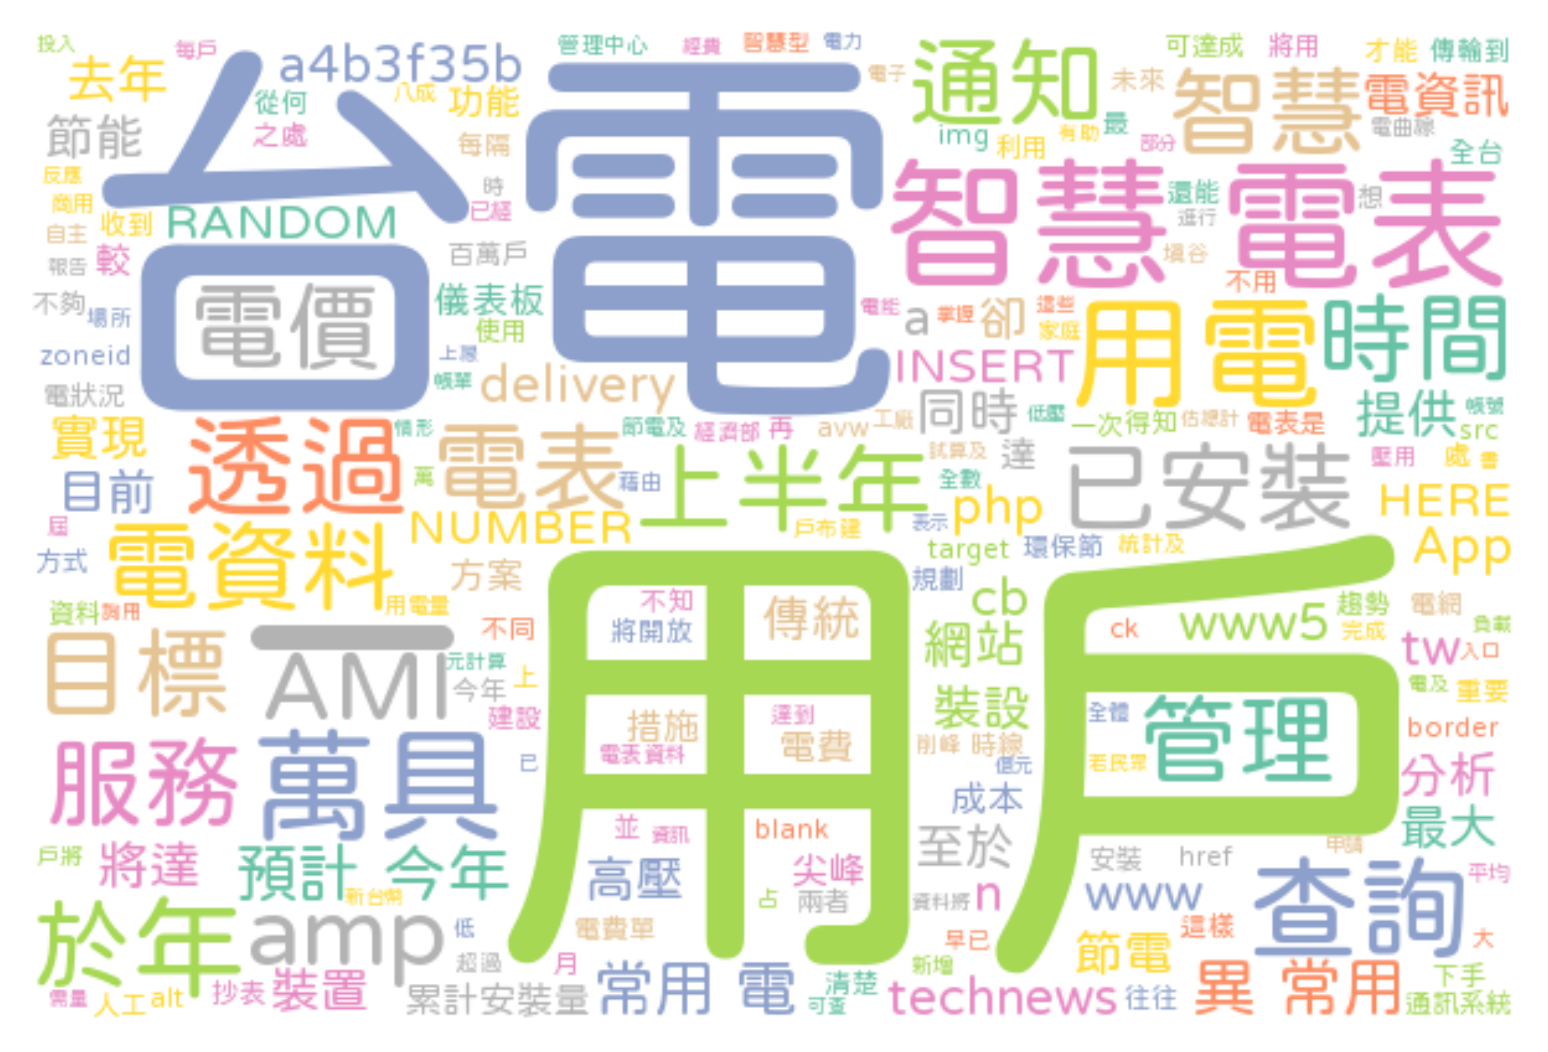 投入
每戶
去年
a4b3f35b
管理中心
經費
智慧型
電力
通知
可達成
將用
才能
傳輸到
台電
電子
未來
智慧
電資訊
從何
八成
功能
節能
之處
每隔
img
利用
有助
最
部分
電曲線
全台
反應
商用
時
已經
智慧 電表
還能
進行
想
收到
RANDOM
自主
報告
較
百萬戶
填谷
不用
不夠
場所
電價
儀表板
使用
電能
a
掌握
卻
這些
家庭
用電
時間
zoneid
上限
INSERT
電狀況
帳單
delivery
同時
低壓
一次得知
估總計
電表是
提供
帳號
src
實現
透過
情形
電表
節電及
經濟部
再
avw
工廠
試算及
達
已安裝
壓用
處
書
目前
萬
藉由
上半年
全數
php
HERE
屆
NUMBER
戶布建
表示
方式
電資料
target
環保節
統計及
App
方案
規劃
用戶
資料
詢用
用電量
不知
將開放
傳統
cb
ck
www5
趨勢
完成
電網
負載
目標
AMI
不同
元計算
今年
上
網站
tw
入口
建設
措施
達到
電費
電表資料
裝設
全體
管理
電及
重要
border
服務
萬具
已
削峰
時線
億元
若民眾
分析
成本
並
資訊
blank
最大
戶將
將達
預計
今年
新台幣
高壓
尖峰
占
兩者
至於
安裝
href
申請
平均
資料將
n
www
查詢
於年
amp
低
電費單
早已
節電
這樣
大
超過
月
新增
需量
人工
alt
抄表
裝置
累計安裝量
常用 電
清楚
可查
technews
往往
異 常用
下手
通訊系統